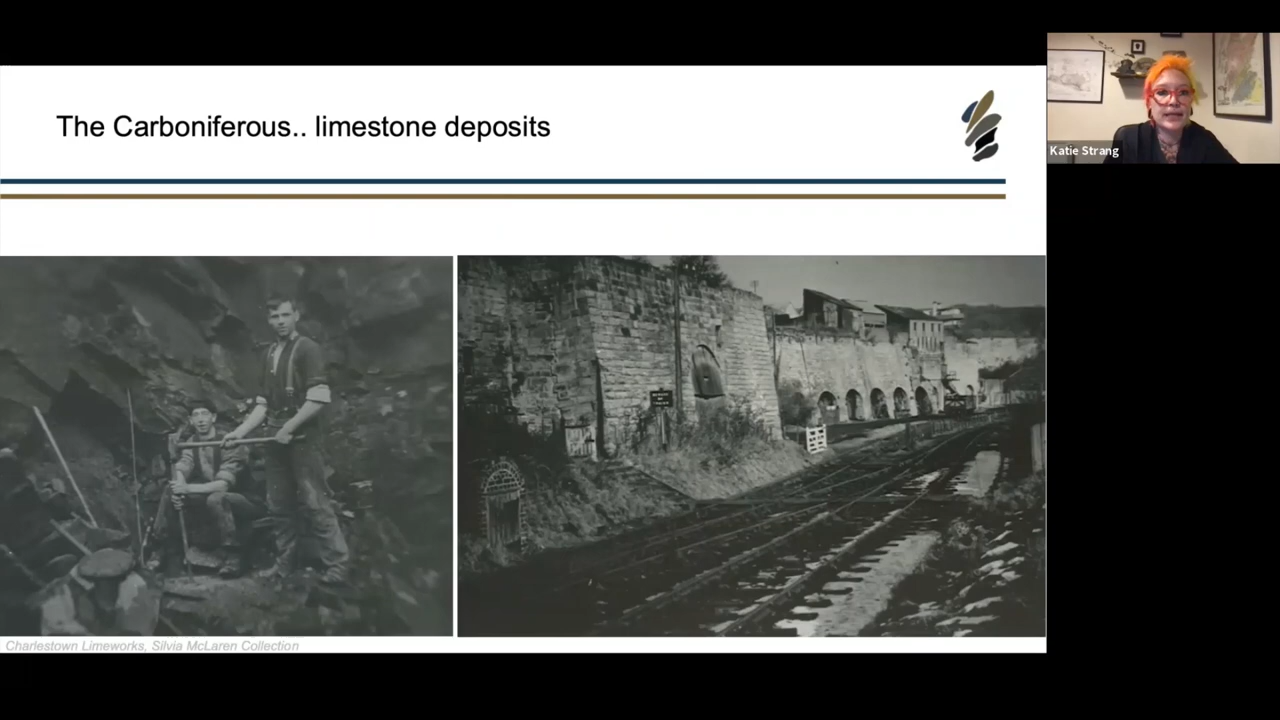 The Carboniferous.. limestone deposits
Katie Strang
Charlestown Limeworks, Silvia McLaren Collection